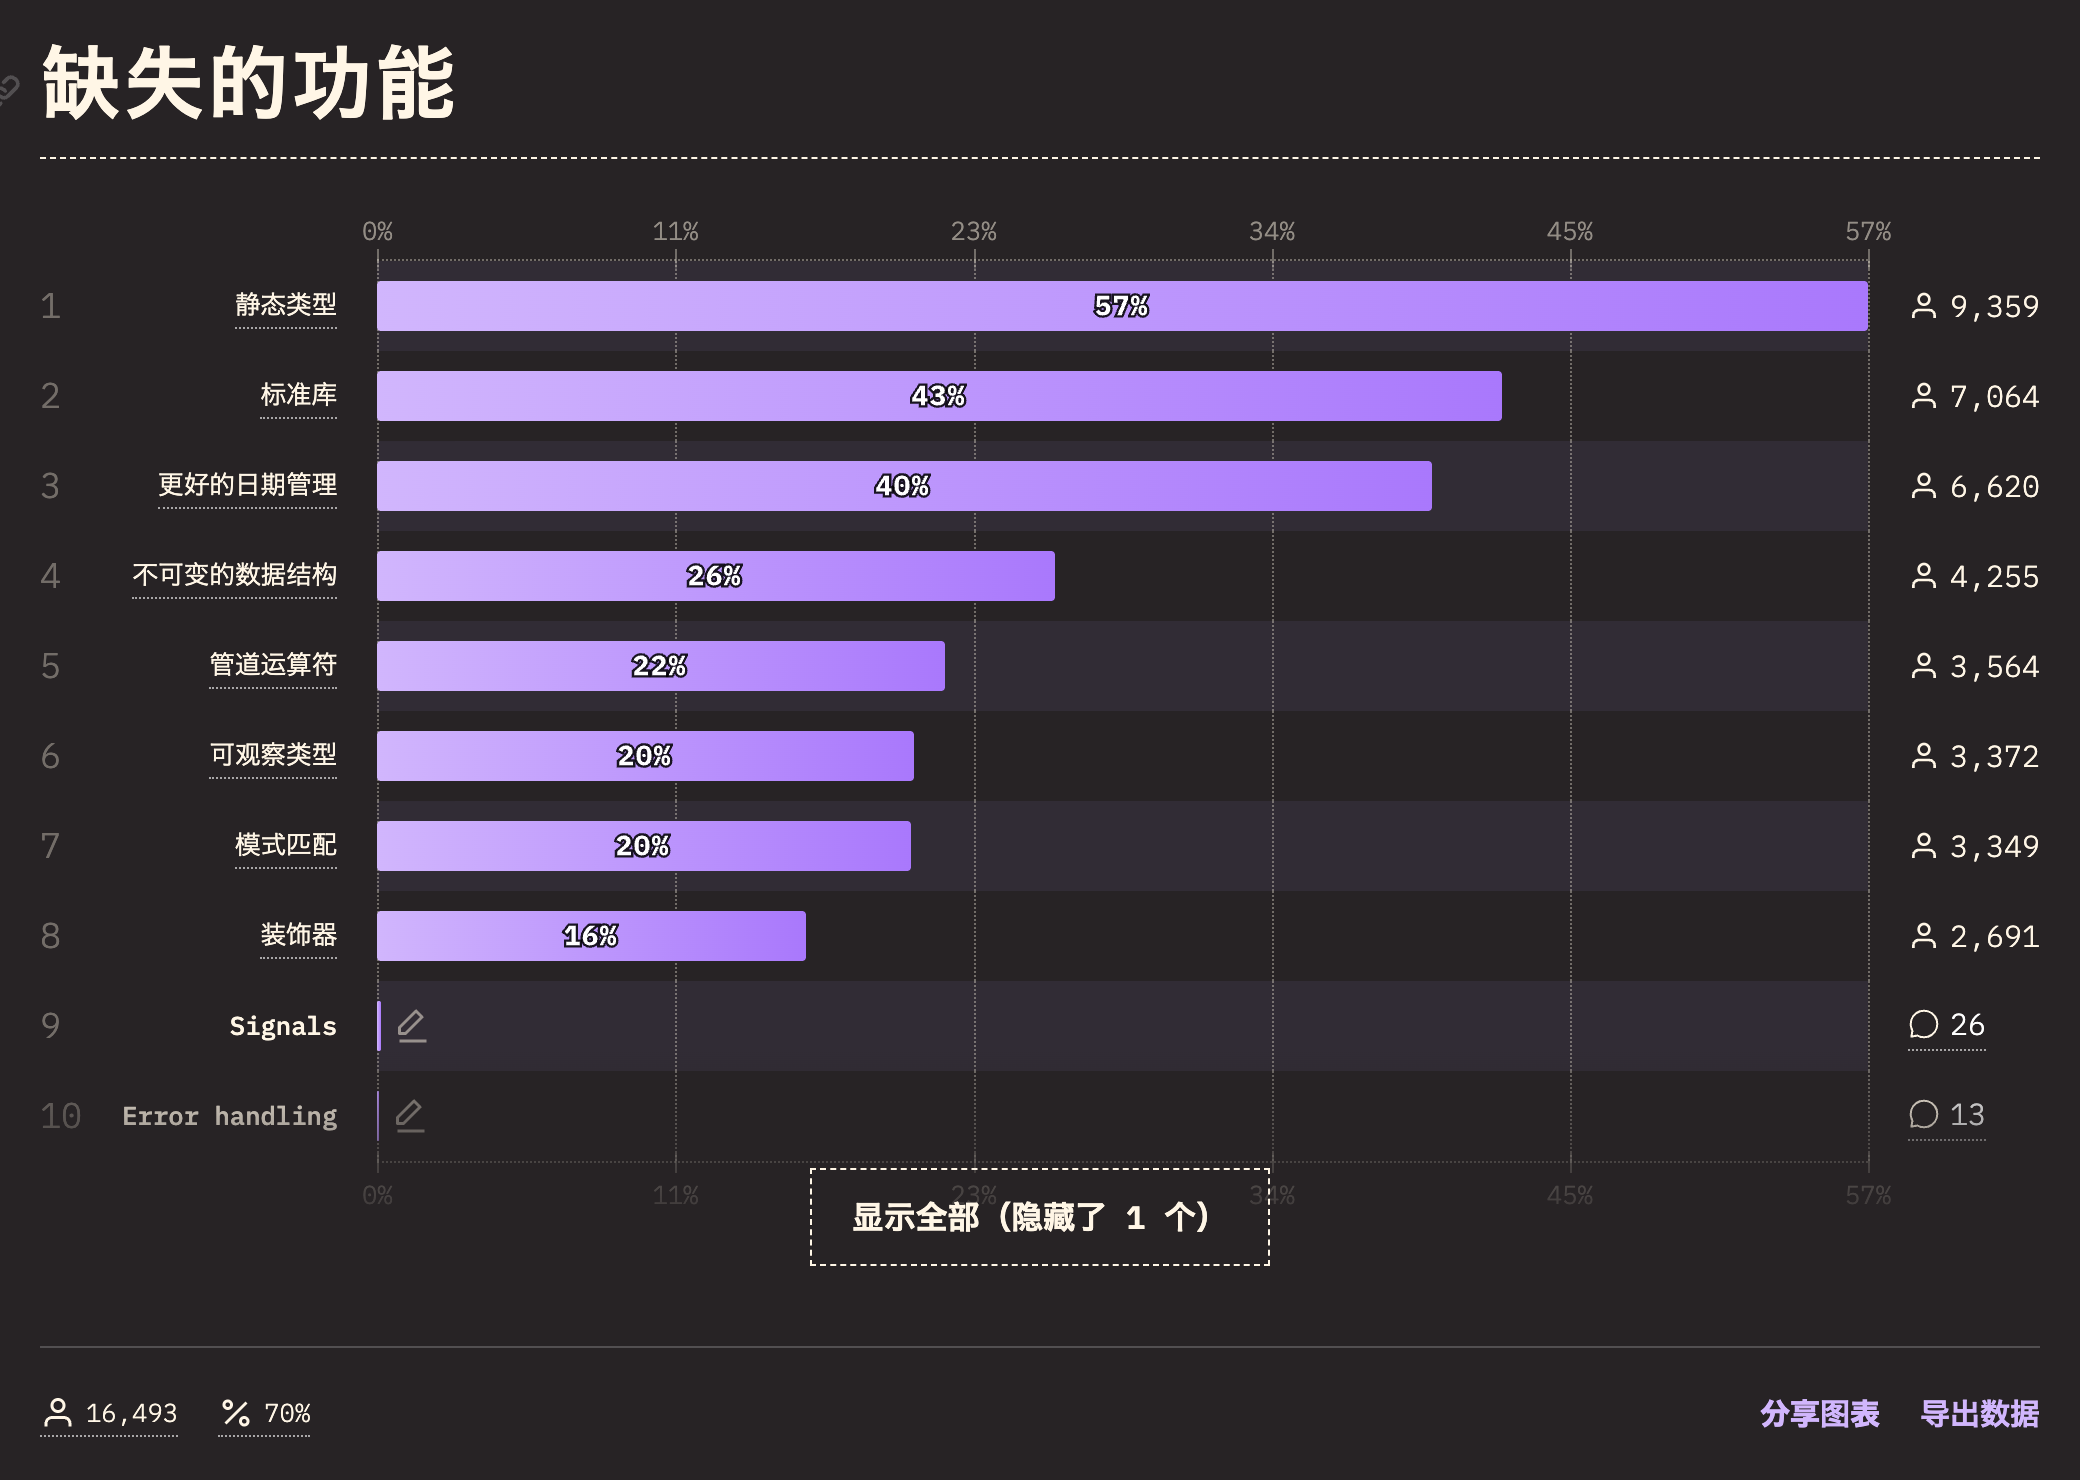 缺失的功能
0% 11% 23% 34% 45% 57%
1 静态类型 57% 9,359
2 标准库 43% 7,064
3 更好的日期管理 40% 6,620
4 不可变的数据结构 26% 4,255
5 管道运算符 22% 3,564
6 可观察类型 20% 3,372
7 模式匹配 20% 3,349
8 装饰器 16% 2,691
9 Signals 26
10 Error handling 13
0% 11% 23% 34% 45% 57%
显示全部（隐藏了 1 个）
16,493 70% 分享图表 导出数据